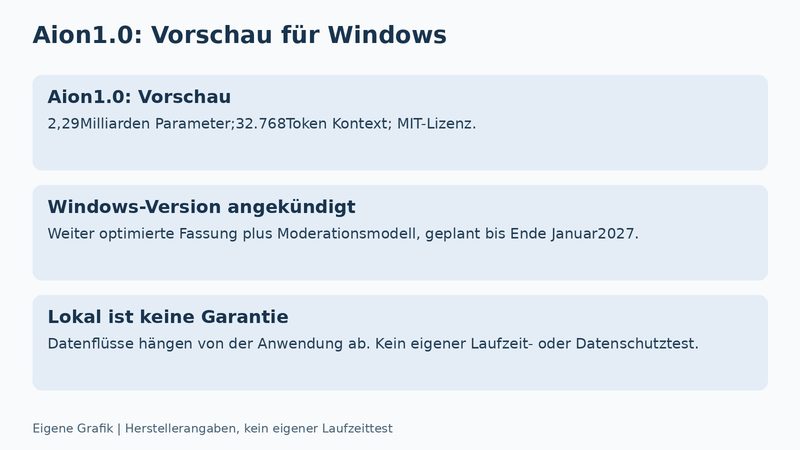 Aion1.0: Vorschau für Windows
Aion1.0: Vorschau
2,29Milliarden Parameter;32.768Token Kontext; MIT-Lizenz.
Windows-Version angekündigt
Weiter optimierte Fassung plus Moderationsmodell, geplant bis Ende Januar2027.
Lokal ist keine Garantie
Datenflüsse hängen von der Anwendung ab. Kein eigener Laufzeit- oder Datenschutztest.
Eigene Grafik | Herstellerangaben, kein eigener Laufzeittest